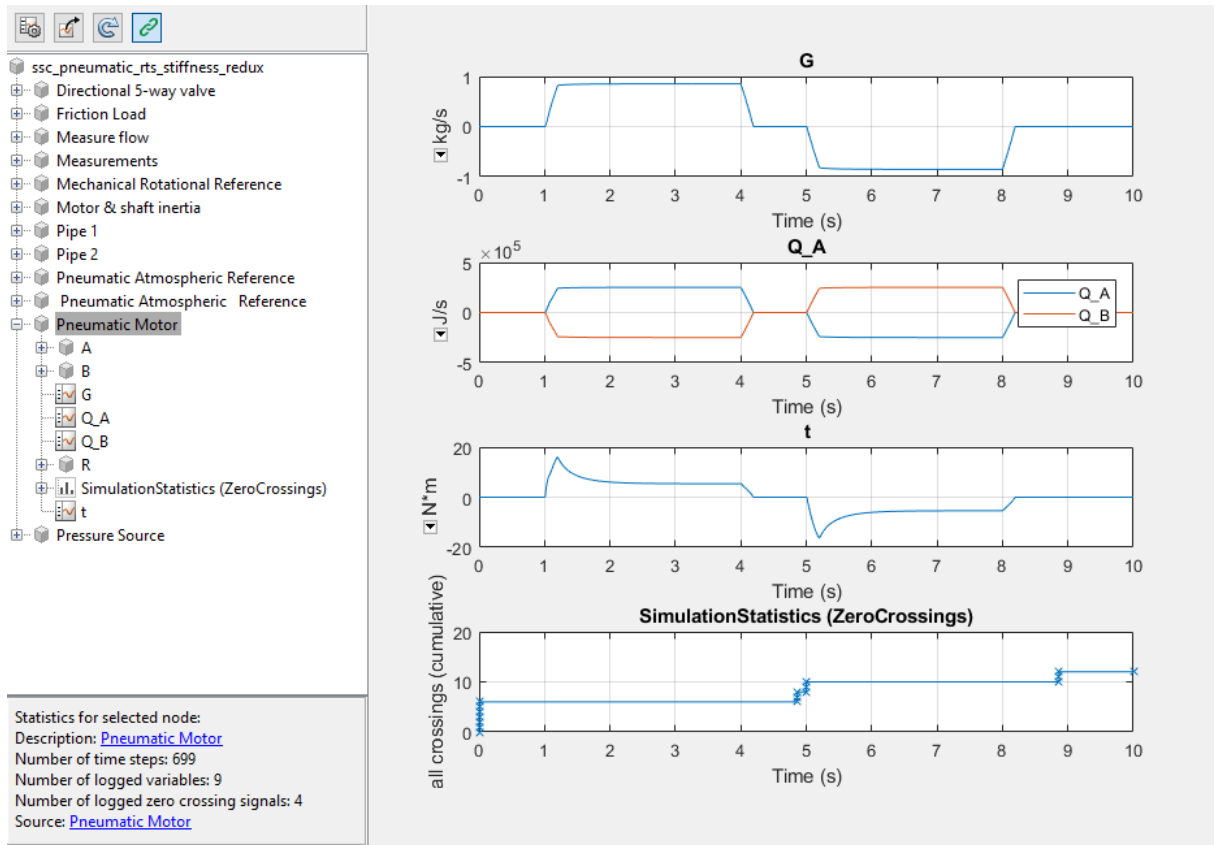 ssc_pneumatic_rts_stiffness_redux
Directional 5-way valve
Friction Load
Measure flow
Measurements
Mechanical Rotational Reference
Motor & shaft inertia
Pipe 1
Pipe 2
Pneumatic Atmospheric Reference
Pneumatic Atmospheric Reference
Pneumatic Motor
A
B
G
Q_A
Q_B
R
SimulationStatistics (ZeroCrossings)
t
Pressure Source
Statistics for selected node:
Description: Pneumatic Motor
Number of time steps: 699
Number of logged variables: 9
Number of logged zero crossing signals: 4
Source: Pneumatic Motor
G
kg/s
1
0
-1
0 1 2 3 4 5 6 7 8 9 10
Time (s)
Q_A
×10⁵
J/s
5
0
-5
Q_A
Q_B
0 1 2 3 4 5 6 7 8 9 10
Time (s)
t
N*m
20
0
-20
0 1 2 3 4 5 6 7 8 9 10
Time (s)
SimulationStatistics (ZeroCrossings)
all crossings (cumulative)
20
10
0
0 1 2 3 4 5 6 7 8 9 10
Time (s)